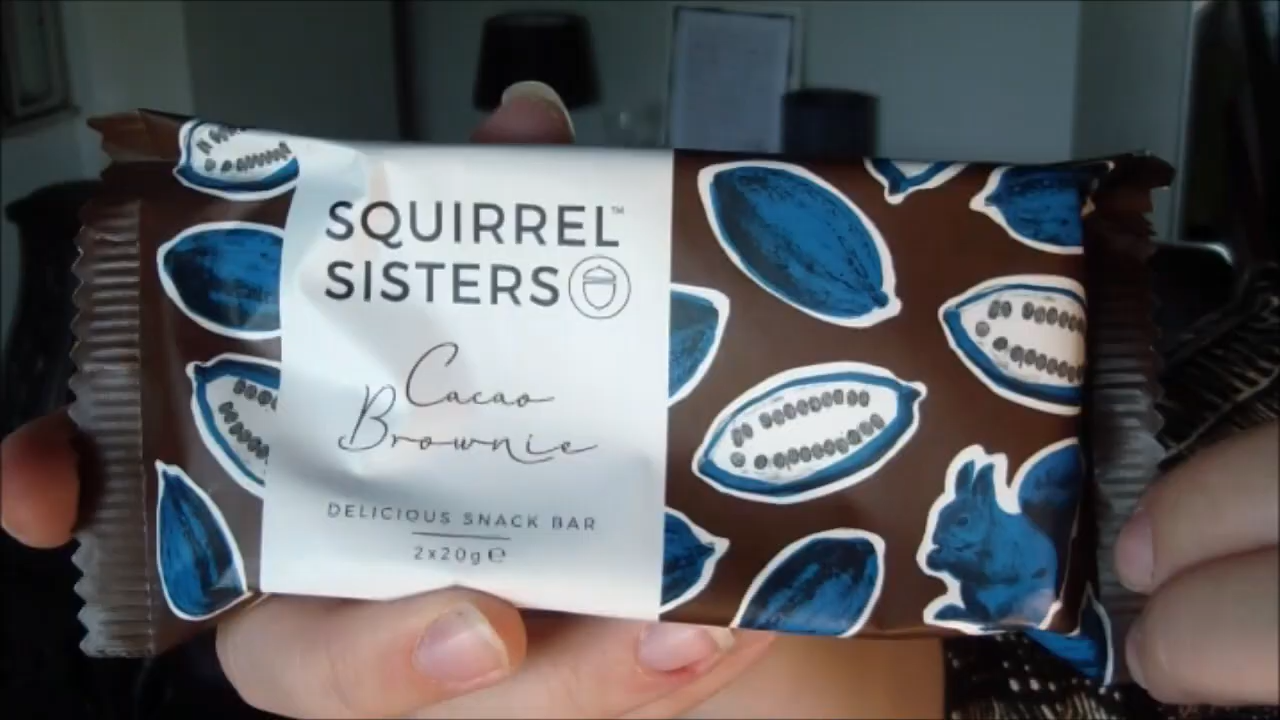 SQUIRREL™
SISTERS
Cacao
Brownie
DELICIOUS SNACK BAR
2x20g ℮